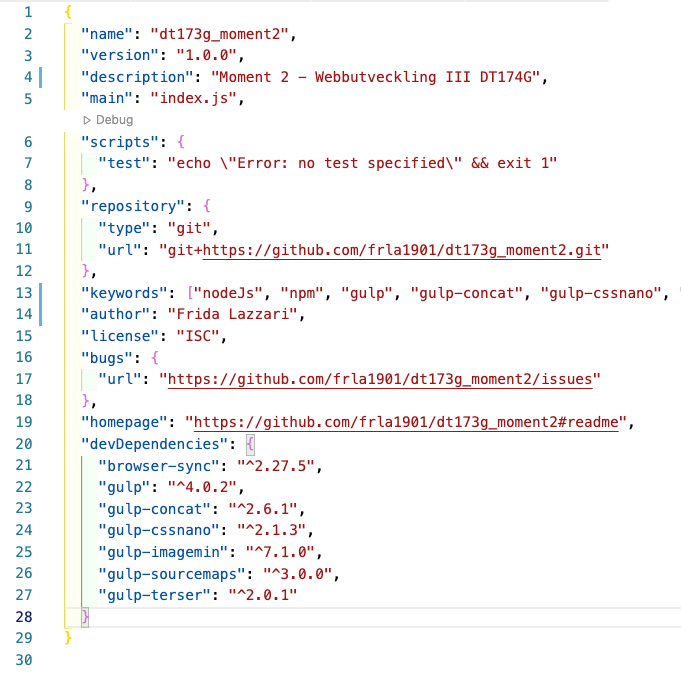 1 {
2 "name": "dt173g_moment2",
3 "version": "1.0.0",
4 "description": "Moment 2 - Webbutveckling III DT174G",
5 "main": "index.js",
Debug
6 "scripts": {
7 "test": "echo \"Error: no test specified\" && exit 1"
8 },
9 "repository": {
10 "type": "git",
11 "url": "git+https://github.com/frla1901/dt173g_moment2.git"
12 },
13 "keywords": ["nodeJs", "npm", "gulp", "gulp-concat", "gulp-cssnano", "
14 "author": "Frida Lazzari",
15 "license": "ISC",
16 "bugs": {
17 "url": "https://github.com/frla1901/dt173g_moment2/issues"
18 },
19 "homepage": "https://github.com/frla1901/dt173g_moment2#readme",
20 "devDependencies": {
21 "browser-sync": "^2.27.5",
22 "gulp": "^4.0.2",
23 "gulp-concat": "^2.6.1",
24 "gulp-cssnano": "^2.1.3",
25 "gulp-imagemin": "^7.1.0",
26 "gulp-sourcemaps": "^3.0.0",
27 "gulp-terser": "^2.0.1"
28 }
29 }
30